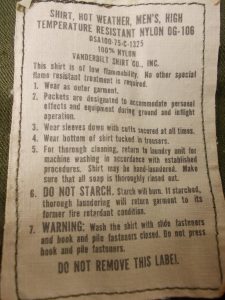 SHIRT, HOT WEATHER, MEN'S, HIGH
TEMPERATURE RESISTANT NYLON OG-106
DSA100-75-C-1325
100% NYLON
VANDERBILT SHIRT CO., INC.
This shirt is of low flammability. No other special
flame resistant treatment is required.
1. Wear as outer garment.
2. Pockets are designated to accommodate personal
effects and equipment during ground and inflight
operation.
3. Wear sleeves down with cuffs secured at all times.
4. Wear bottom of shirt tucked in trousers.
5. For thorough cleaning, return to laundry unit for
machine washing in accordance with established
procedures. Shirt may be hand-laundered. Make
sure that all soap is thoroughly rinsed out.
6. DO NOT STARCH. Starch will burn. If starched,
thorough laundering will return garment to its
former fire retardant condition.
7. WARNING: Wash the shirt with slide fasteners
and hook and pile fasteners closed. Do not press
hook and pile fasteners.
DO NOT REMOVE THIS LABEL